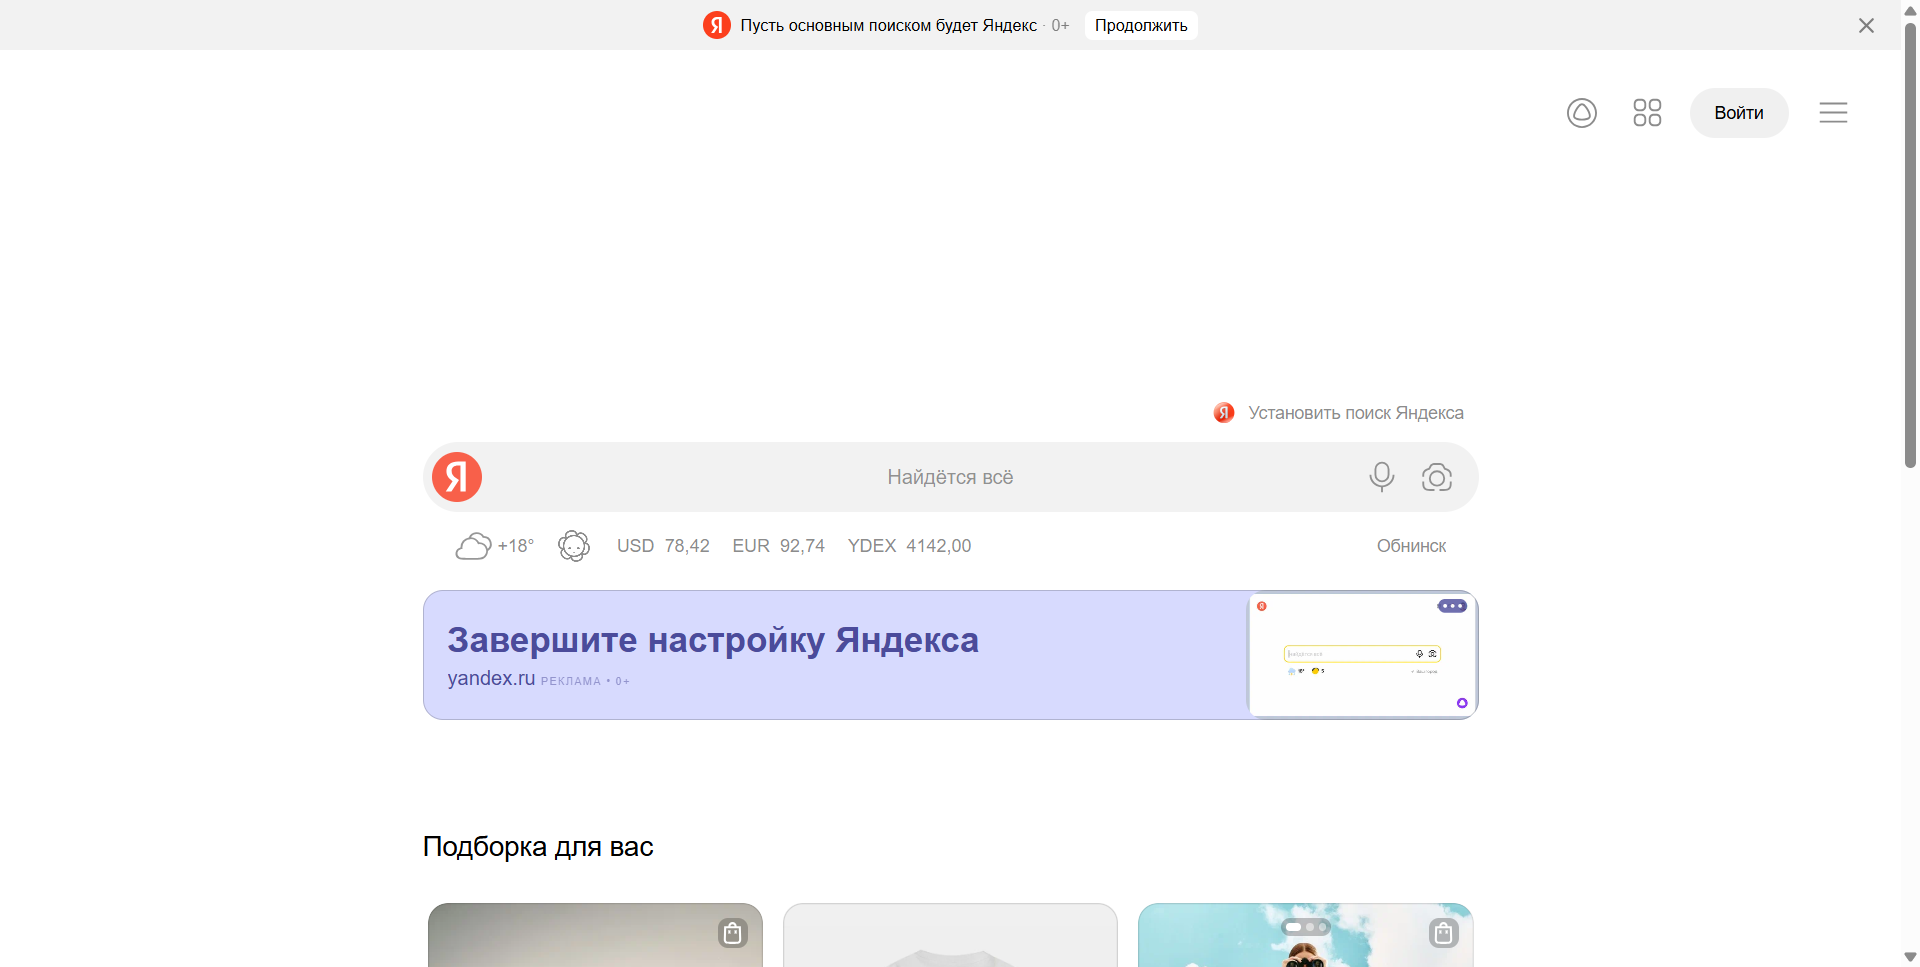 Я Пусть основным поиском будет Яндекс · 0+ Продолжить
Войти
Я Установить поиск Яндекса
Я Найдётся всё
+18° USD 78,42 EUR 92,74 YDEX 4142,00 Обнинск
Завершите настройку Яндекса
yandex.ru РЕКЛАМА • 0+
Подборка для вас